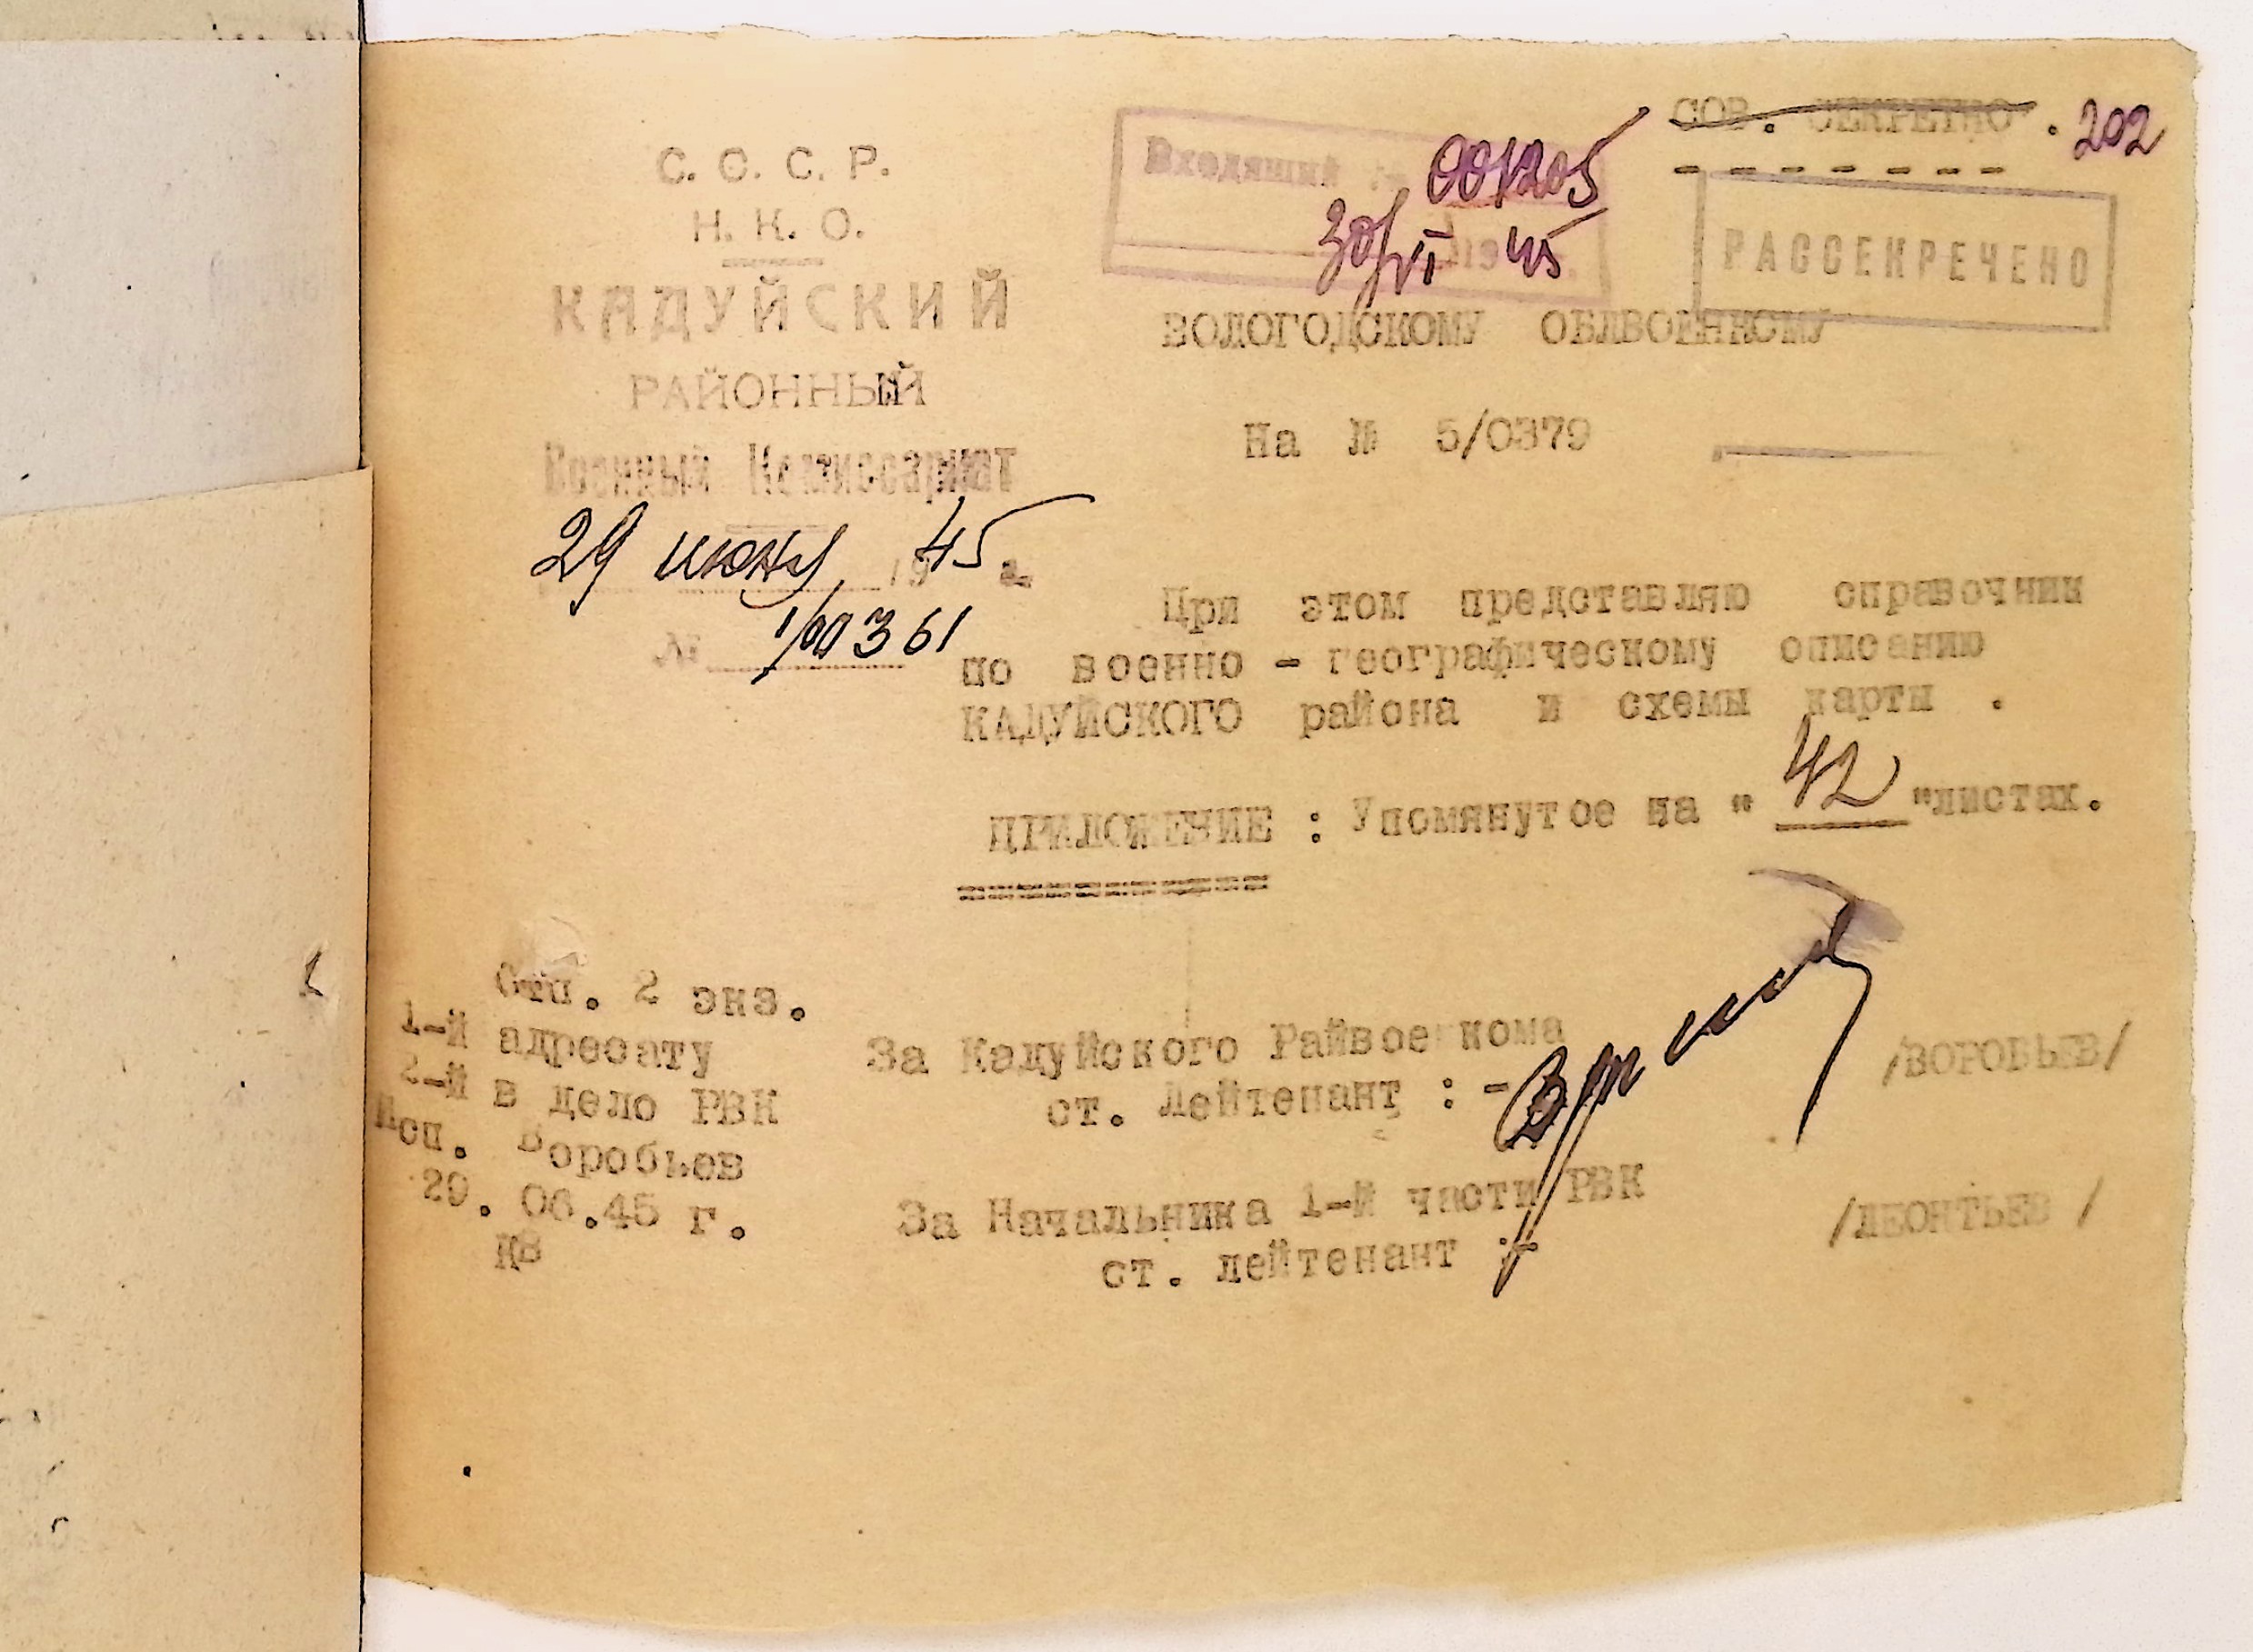 СОВ. СЕКРЕТНО.
202
С. С. С. Р.
Н. К. О.
КАДУЙСКИЙ
РАЙОННЫЙ
Военный Комиссариат
29 июня 1945 г.
№ 1/00361
Входящий № 001205
30/VI 1945
РАССЕКРЕЧЕНО
ВОЛОГОДСКОМУ ОБЛВОЕНКОМУ
На № 5/0379
При этом представляю справочник
по военно - географическому описанию
КАДУЙСКОГО района и схемы карты .
ПРИЛОЖЕНИЕ : Упомянутое на " 42 "листах.
Отп. 2 экз.
1-й адресату
2-й в дело РВК
Исп. Воробьев
29. 06.45 г.
КВ
За Кадуйского Райвоенкома
ст. Лейтенант : - /ВОРОБЬЕВ/
За Начальника 1-й части РВК
ст. лейтенант :- /ЛЕОНТЬЕВ /